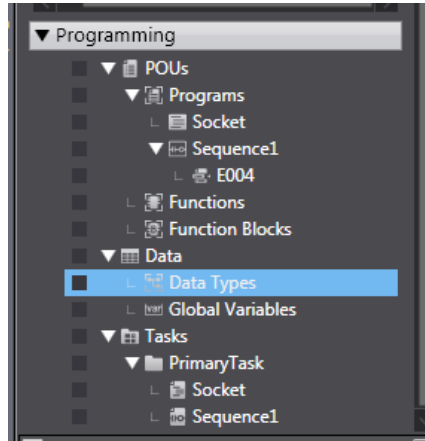 Programming
POUs
Programs
Socket
Sequence1
E004
Functions
Function Blocks
Data
Data Types
Global Variables
Tasks
PrimaryTask
Socket
Sequence1